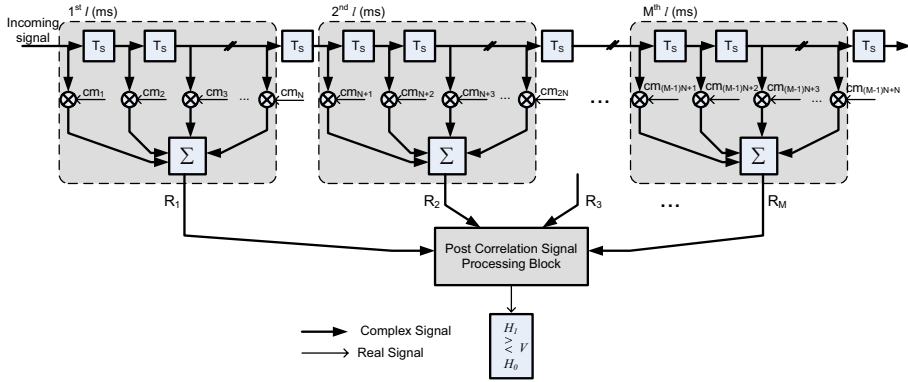 1st l (ms) 2nd l (ms) Mth l (ms)
Incoming signal
TS TS TS TS TS TS TS TS TS
cm1 cm2 cm3 ... cmN cmN+1 cmN+2 cmN+3 ... cm2N ... cm(M-1)N+1 cm(M-1)N+2 cm(M-1)N+3 ... cm(M-1)N+N
Σ Σ Σ
R1 R2 R3 ... RM
Post Correlation Signal
Processing Block
Complex Signal
Real Signal
H1
>
< V
H0